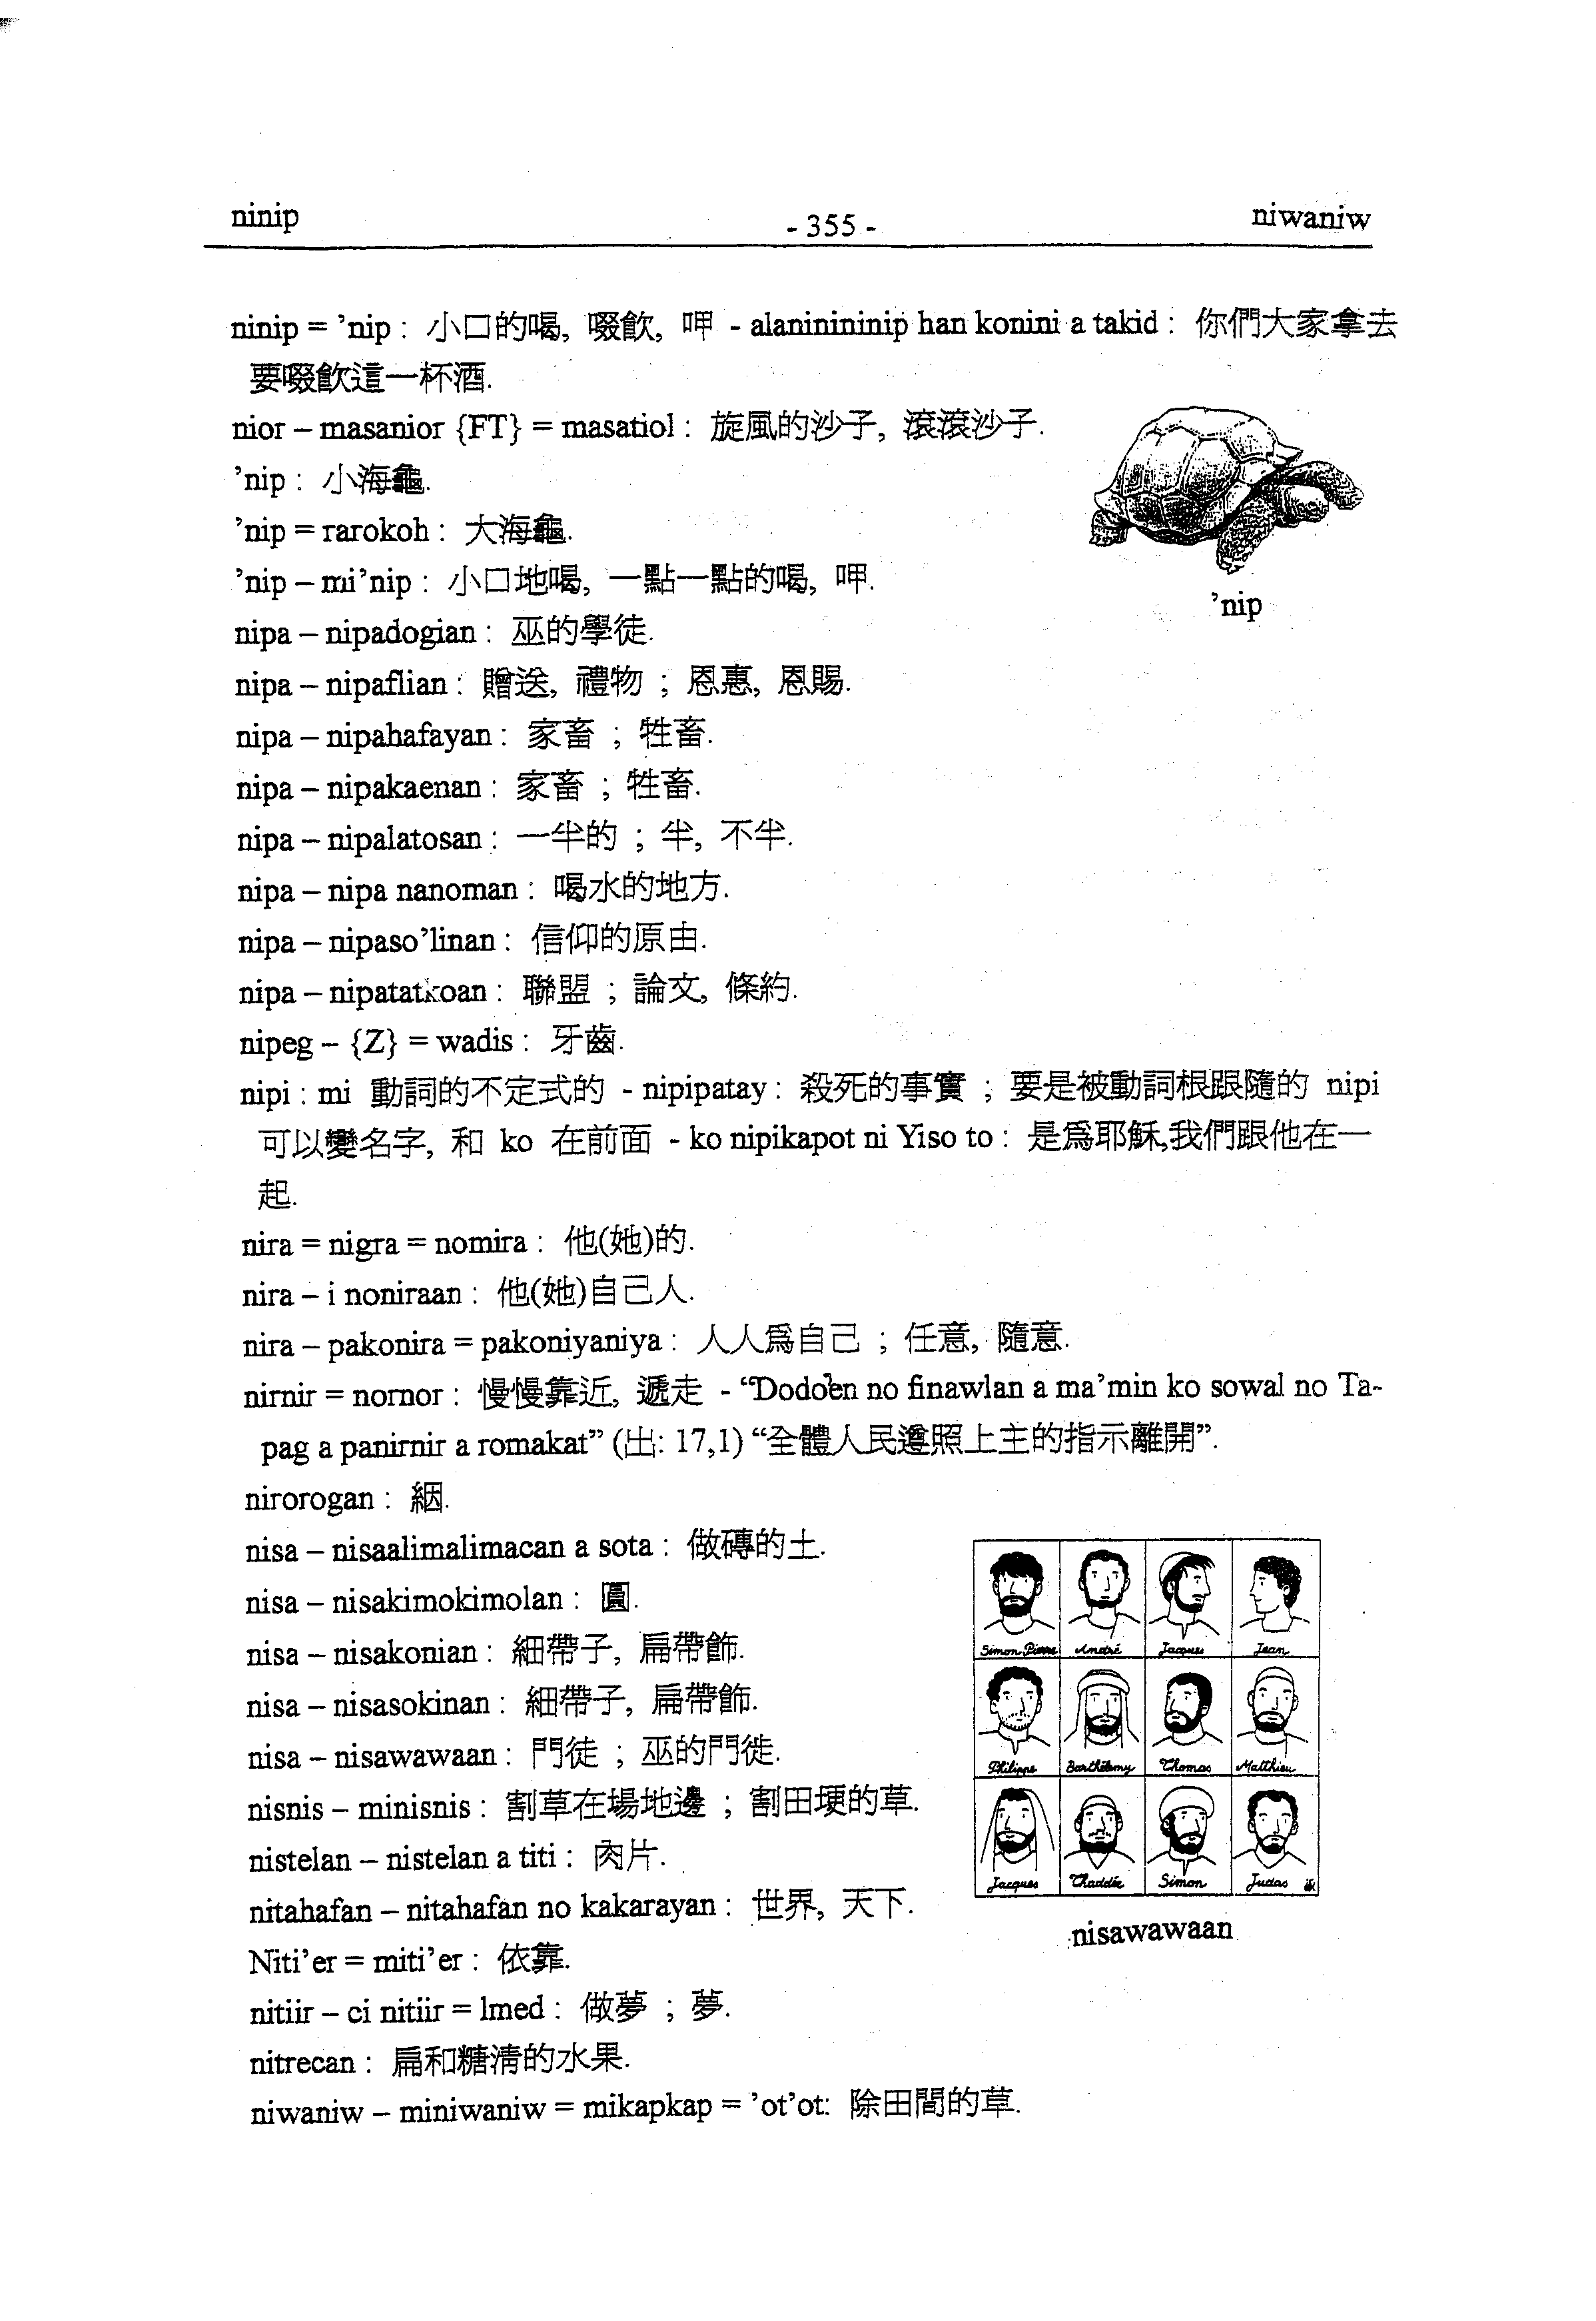 ninip
- 355 -
niwaniw
ninip = ’nip : 小口的喝, 啜飮, 呷 - alaninininip han konini a takid : 你們大家拿去
要啜飮這一杯酒.
nior – masanior {FT} = masatiol : 旋風的沙子, 滾滾沙子.
’nip : 小海龜.
’nip = rarokoh : 大海龜.
’nip – mi’nip : 小口地喝, 一點一點的喝, 呷.
’nip
nipa – nipadogian : 巫的學徒.
nipa – nipaflian : 贈送, 禮物 ; 恩惠, 恩賜.
nipa – nipahafayan : 家畜 ; 牲畜.
nipa – nipakaenan : 家畜 ; 牲畜.
nipa – nipalatosan : 一半的 ; 半, 不半.
nipa – nipa nanoman : 喝水的地方.
nipa – nipaso’linan : 信仰的原由.
nipa – nipatatkoan : 聯盟 ; 論文, 條約.
nipeg – {Z} = wadis : 牙齒.
nipi : mi 動詞的不定式的 - nipipatay : 殺死的事實 ; 要是被動詞根跟隨的 nipi
可以變名字, 和 ko 在前面 - ko nipikapot ni Yiso to : 是爲耶穌,我們跟他在一
起.
nira = nigra = nomira : 他(她)的.
nira – i noniraan : 他(她)自己人.
nira – pakonira = pakoniyaniya : 人人爲自己 ; 任意, 隨意.
nirnir = nornor : 慢慢靠近, 遞走 - “Dodo’en no finawlan a ma’min ko sowal no Ta-
pag a panirnir a romakat” (出: 17,1) “全體人民遵照上主的指示離開”.
nirorogan : 綑.
nisa – nisaalimalimacan a sota : 做磚的土.
nisa – nisakimokimolan : 圓.
nisa – nisakonian : 細帶子, 扁帶飾.
nisa – nisasokinan : 細帶子, 扁帶飾.
nisa – nisawawaan : 門徒 ; 巫的門徒.
nisnis – minisnis : 割草在場地邊 ; 割田埂的草.
nistelan – nistelan a titi : 肉片.
nitahafan – nitahafan no kakarayan : 世界, 天下.
Niti’er = miti’er : 依靠.
nitiir – ci nitiir = lmed : 做夢 ; 夢.
nitrecan : 扁和糖淸的水果.
niwaniw – miniwaniw = mikapkap = ’ot’ot: 除田間的草.
Simon Pierre André Jacques Jean
Philippe Barthélemy Thomas Matthieu
Jacques Thaddée Simon Judas
nisawawaan